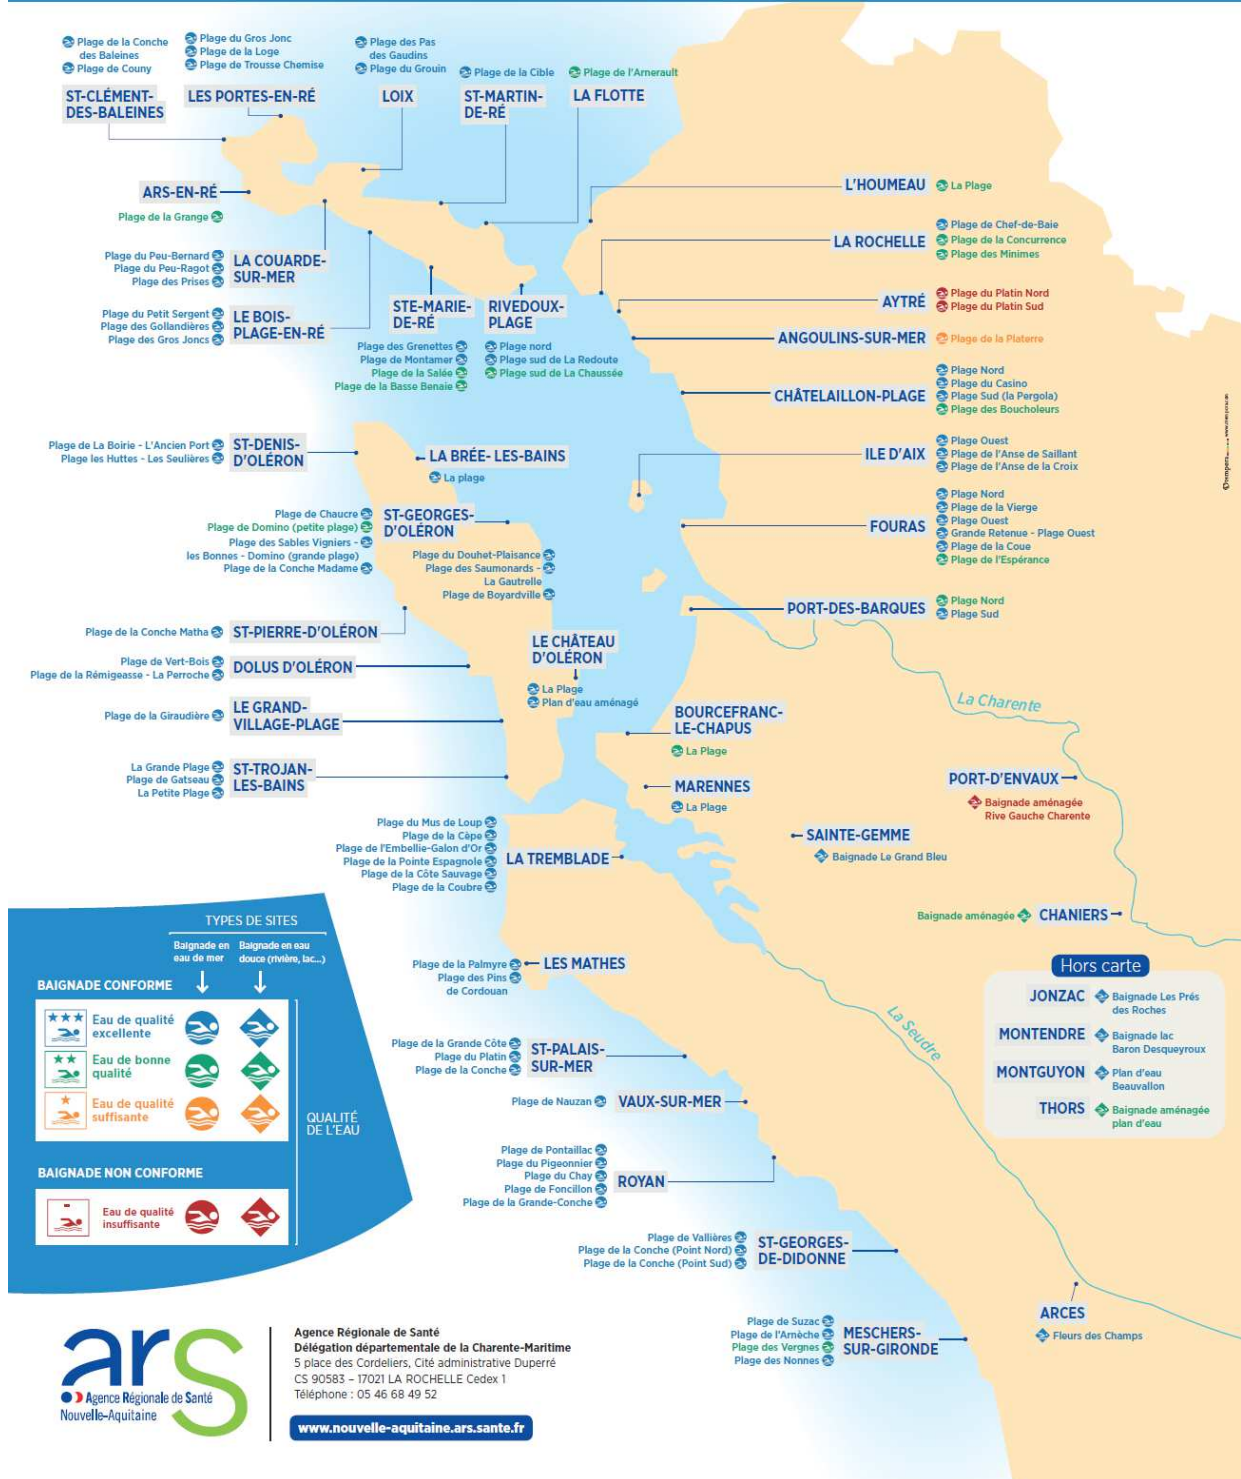 Plage de la Conche
des Baleines
Plage de Couny
ST-CLÉMENT-
DES-BALEINES
Plage du Gros Jonc
Plage de la Loge
Plage de Trousse Chemise
LES PORTES-EN-RÉ
Plage des Pas
des Gaudins
Plage du Grouin
LOIX
Plage de la Cible
ST-MARTIN-
DE-RÉ
Plage de l'Arnerault
LA FLOTTE
ARS-EN-RÉ
Plage de la Grange
Plage du Peu-Bernard
Plage du Peu-Ragot
Plage des Prises
LA COUARDE-
SUR-MER
Plage du Petit Sergent
Plage des Gollandières
Plage des Gros Joncs
LE BOIS-
PLAGE-EN-RÉ
STE-MARIE-
DE-RÉ
Plage des Grenettes
Plage de Montamer
Plage de la Salée
Plage de la Basse Benaie
RIVEDOUX-
PLAGE
Plage nord
Plage sud de La Redoute
Plage sud de La Chaussée
L'HOUMEAU
La Plage
LA ROCHELLE
Plage de Chef-de-Baie
Plage de la Concurrence
Plage des Minimes
AYTRÉ
Plage du Platin Nord
Plage du Platin Sud
ANGOULINS-SUR-MER
Plage de la Platerre
CHÂTELAILLON-PLAGE
Plage Nord
Plage du Casino
Plage Sud (la Pergola)
Plage des Boucholeurs
ILE D'AIX
Plage Ouest
Plage de l'Anse de Saillant
Plage de l'Anse de la Croix
FOURAS
Plage Nord
Plage de la Vierge
Plage Ouest
Grande Retenue - Plage Ouest
Plage de la Coue
Plage de l'Espérance
PORT-DES-BARQUES
Plage Nord
Plage Sud
Plage de La Boirie - L'Ancien Port
Plage les Huttes - Les Seulières
ST-DENIS-
D'OLÉRON
LA BRÉE- LES-BAINS
La plage
Plage de Chaucre
Plage de Domino (petite plage)
Plage des Sables Vigniers -
les Bonnes - Domino (grande plage)
Plage de la Conche Madame
ST-GEORGES-
D'OLÉRON
Plage du Douhet-Plaisance
Plage des Saumonards -
La Gautrelle
Plage de Boyardville
Plage de la Conche Matha
ST-PIERRE-D'OLÉRON
Plage de Vert-Bois
Plage de la Rémigeasse - La Perroche
DOLUS D'OLÉRON
LE CHÂTEAU
D'OLÉRON
La Plage
Plan d'eau aménagé
Plage de la Giraudière
LE GRAND-
VILLAGE-PLAGE
La Grande Plage
Plage de Gatseau
La Petite Plage
ST-TROJAN-
LES-BAINS
BOURCEFRANC-
LE-CHAPUS
La Plage
MARENNES
La Plage
La Charente
PORT-D'ENVAUX
Baignade aménagée
Rive Gauche Charente
SAINTE-GEMME
Baignade Le Grand Bleu
Baignade aménagée
CHANIERS
Plage du Mus de Loup
Plage de la Cèpe
Plage de l'Embellie-Galon d'Or
Plage de la Pointe Espagnole
Plage de la Côte Sauvage
Plage de la Coubre
LA TREMBLADE
Plage de la Palmyre
Plage des Pins
de Cordouan
LES MATHES
La Seudre
Plage de la Grande Côte
Plage du Platin
Plage de la Conche
ST-PALAIS-
SUR-MER
Plage de Nauzan
VAUX-SUR-MER
Plage de Pontaillac
Plage du Pigeonnier
Plage du Chay
Plage de Foncillon
Plage de la Grande-Conche
ROYAN
Plage de Vallières
Plage de la Conche (Point Nord)
Plage de la Conche (Point Sud)
ST-GEORGES-
DE-DIDONNE
Plage de Suzac
Plage de l'Arnèche
Plage des Vergnes
Plage des Nonnes
MESCHERS-
SUR-GIRONDE
ARCES
Fleurs des Champs
Hors carte
JONZAC
Baignade Les Prés
des Roches
MONTENDRE
Baignade lac
Baron Desqueyroux
MONTGUYON
Plan d'eau
Beauvallon
THORS
Baignade aménagée
plan d'eau
TYPES DE SITES
Baignade en
eau de mer
Baignade en eau
douce (rivière, lac...)
BAIGNADE CONFORME
Eau de qualité
excellente
Eau de bonne
qualité
Eau de qualité
suffisante
QUALITÉ
DE L'EAU
BAIGNADE NON CONFORME
Eau de qualité
insuffisante
ars
Agence Régionale de Santé
Nouvelle-Aquitaine
Agence Régionale de Santé
Délégation départementale de la Charente-Maritime
5 place des Cordeliers, Cité administrative Duperré
CS 90583 – 17021 LA ROCHELLE Cedex 1
Téléphone : 05 46 68 49 52
www.nouvelle-aquitaine.ars.sante.fr